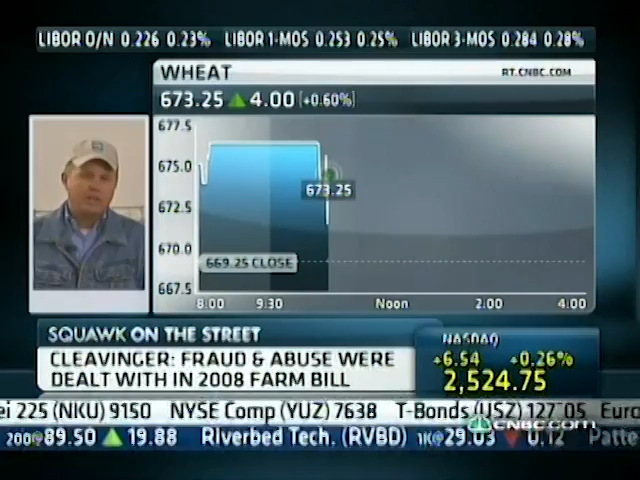 LIBOR O/N 0.226 0.23% LIBOR 1-MOS 0.253 0.25% LIBOR 3-MOS 0.284 0.28%
WHEAT RT.CNBC.COM
673.25 ▲ 4.00 [+0.60%]
677.5
675.0
673.25
672.5
670.0
669.25 CLOSE
667.5
8:00 9:30 Noon 2:00 4:00
SQUAWK ON THE STREET
CLEAVINGER: FRAUD & ABUSE WERE
DEALT WITH IN 2008 FARM BILL
NASDAQ
+6.54 +0.26%
2,524.75
ei 225 (NKU) 9150 NYSE Comp (YUZ) 7638 T-Bonds (USZ) 127 05 Euro
200@89.50 ▲ 19.88 Riverbed Tech. (RVBD) 1K@29.03 ▼ 0.12 Patte
CNBC.com